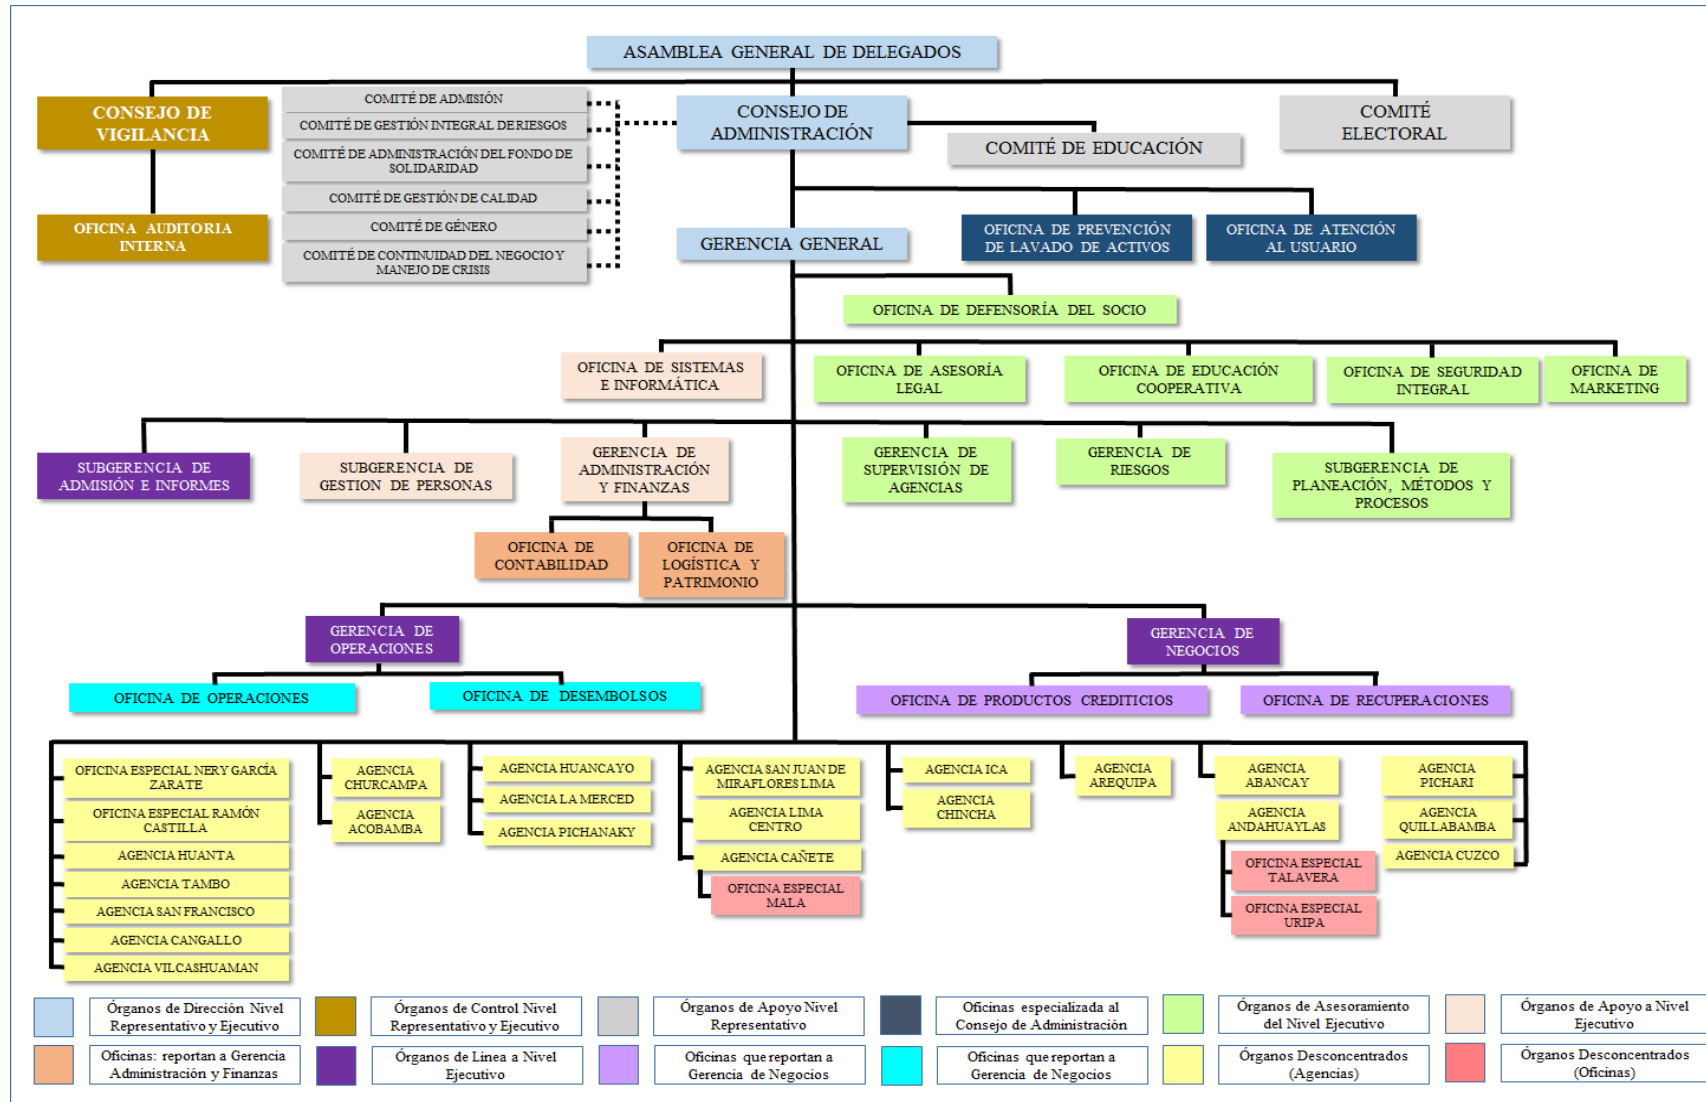 ASAMBLEA GENERAL DE DELEGADOS
CONSEJO DE
VIGILANCIA
COMITÉ DE ADMISIÓN
COMITÉ DE GESTIÓN INTEGRAL DE RIESGOS
COMITÉ DE ADMINISTRACIÓN DEL FONDO DE
SOLIDARIDAD
COMITÉ DE GESTIÓN DE CALIDAD
COMITÉ DE GÉNERO
COMITÉ DE CONTINUIDAD DEL NEGOCIO Y
MANEJO DE CRISIS
CONSEJO DE
ADMINISTRACIÓN
COMITÉ DE EDUCACIÓN
COMITÉ
ELECTORAL
OFICINA AUDITORIA
INTERNA
GERENCIA GENERAL
OFICINA DE PREVENCIÓN
DE LAVADO DE ACTIVOS
OFICINA DE ATENCIÓN
AL USUARIO
OFICINA DE DEFENSORÍA DEL SOCIO
OFICINA DE SISTEMAS
E INFORMÁTICA
OFICINA DE ASESORÍA
LEGAL
OFICINA DE EDUCACIÓN
COOPERATIVA
OFICINA DE SEGURIDAD
INTEGRAL
OFICINA DE
MARKETING
SUBGERENCIA DE
ADMISIÓN E INFORMES
SUBGERENCIA DE
GESTION DE PERSONAS
GERENCIA DE
ADMINISTRACIÓN
Y FINANZAS
GERENCIA DE
SUPERVISIÓN DE
AGENCIAS
GERENCIA DE
RIESGOS
SUBGERENCIA DE
PLANEACIÓN, MÉTODOS Y
PROCESOS
OFICINA DE
CONTABILIDAD
OFICINA DE
LOGÍSTICA Y
PATRIMONIO
GERENCIA DE
OPERACIONES
GERENCIA DE
NEGOCIOS
OFICINA DE OPERACIONES
OFICINA DE DESEMBOLSOS
OFICINA DE PRODUCTOS CREDITICIOS
OFICINA DE RECUPERACIONES
OFICINA ESPECIAL NERY GARCÍA
ZARATE
OFICINA ESPECIAL RAMÓN
CASTILLA
AGENCIA HUANTA
AGENCIA TAMBO
AGENCIA SAN FRANCISCO
AGENCIA CANGALLO
AGENCIA VILCASHUAMAN
AGENCIA
CHURCAMPA
AGENCIA
ACOBAMBA
AGENCIA HUANCAYO
AGENCIA LA MERCED
AGENCIA PICHANAKY
AGENCIA SAN JUAN DE
MIRAFLORES LIMA
AGENCIA LIMA
CENTRO
AGENCIA CAÑETE
OFICINA ESPECIAL
MALA
AGENCIA ICA
AGENCIA
CHINCHA
AGENCIA
AREQUIPA
AGENCIA
ABANCAY
AGENCIA
ANDAHUAYLAS
OFICINA ESPECIAL
TALAVERA
OFICINA ESPECIAL
URIPA
AGENCIA
PICHARI
AGENCIA
QUILLABAMBA
AGENCIA CUZCO
Órganos de Dirección Nivel
Representativo y Ejecutivo
Órganos de Control Nivel
Representativo y Ejecutivo
Órganos de Apoyo Nivel
Representativo
Oficinas especializada al
Consejo de Administración
Órganos de Asesoramiento
del Nivel Ejecutivo
Órganos de Apoyo a Nivel
Ejecutivo
Oficinas: reportan a Gerencia
Administración y Finanzas
Órganos de Línea a Nivel
Ejecutivo
Oficinas que reportan a
Gerencia de Negocios
Oficinas que reportan a
Gerencia de Negocios
Órganos Desconcentrados
(Agencias)
Órganos Desconcentrados
(Oficinas)